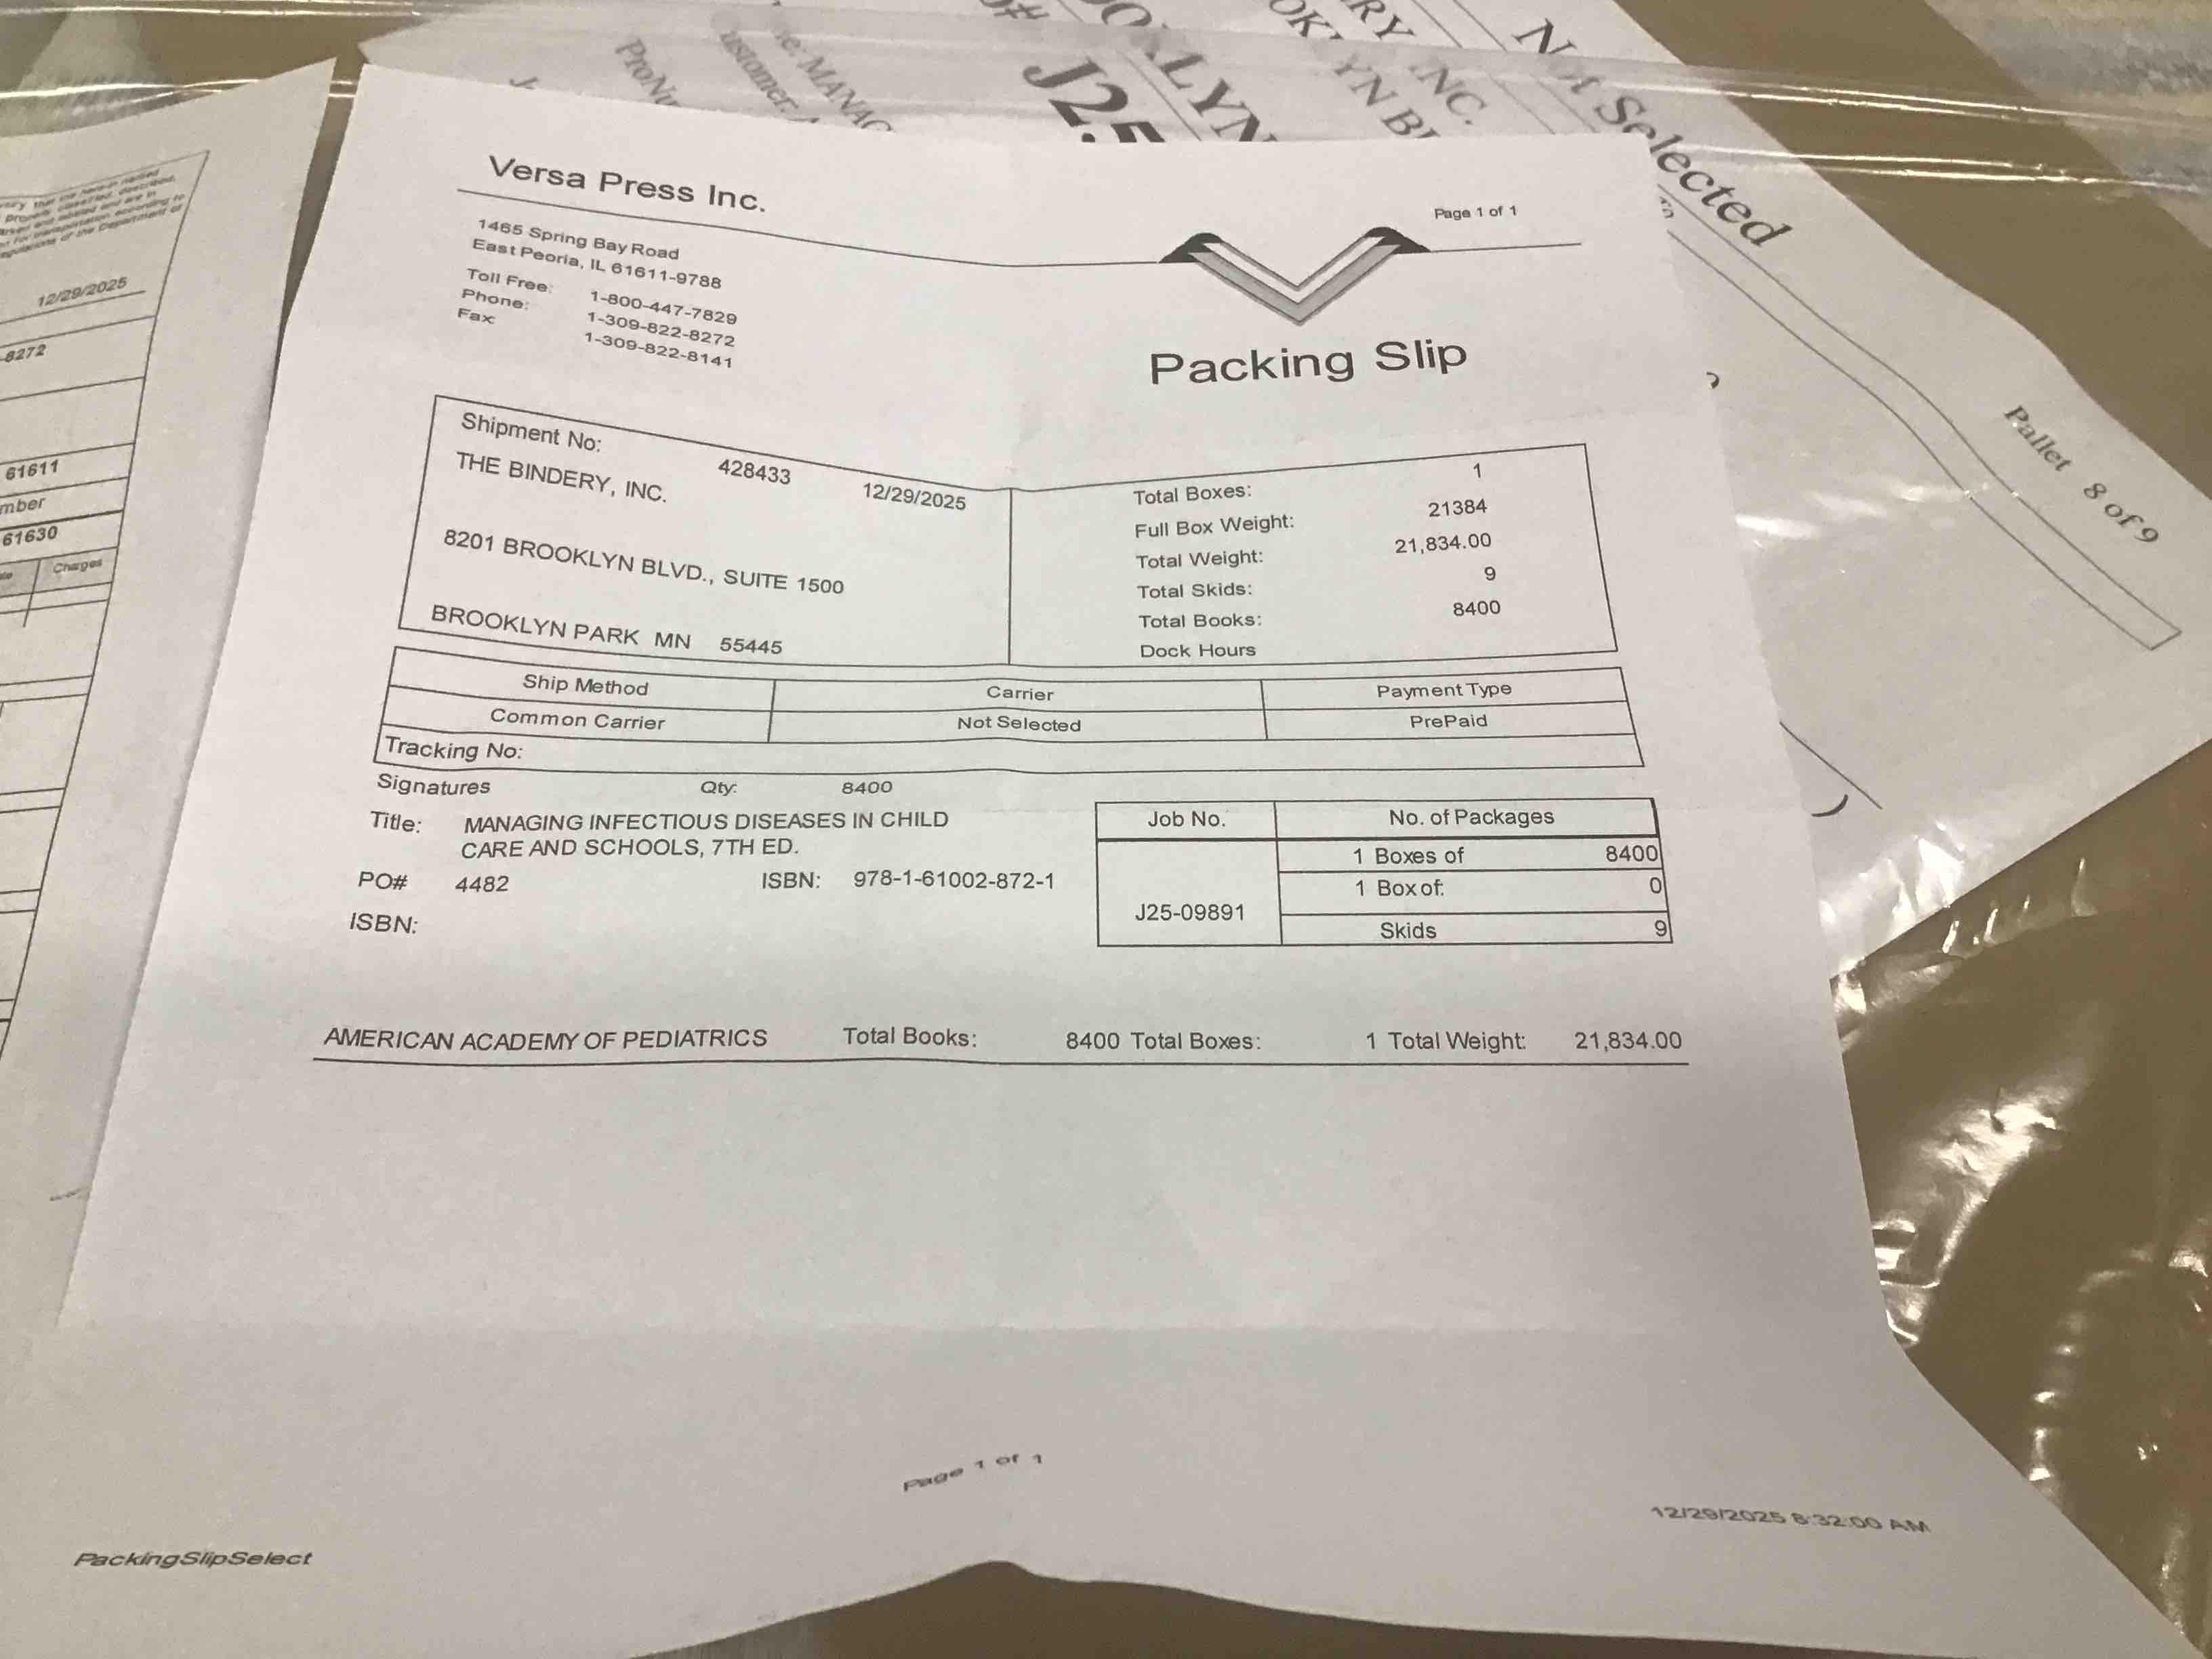 Versa Press Inc.
Page 1 of 1
1465 Spring Bay Road
East Peoria, IL 61611-9788
Toll Free: 1-800-447-7829
Phone: 1-309-822-8272
Fax: 1-309-822-8141
Packing Slip
Shipment No: 428433 12/29/2025
THE BINDERY, INC.
8201 BROOKLYN BLVD., SUITE 1500
BROOKLYN PARK MN 55445
Total Boxes: 1
Full Box Weight: 21384
Total Weight: 21,834.00
Total Skids: 9
Total Books: 8400
Dock Hours
Ship Method Carrier Payment Type
Common Carrier Not Selected PrePaid
Tracking No:
Signatures Qty: 8400
Title: MANAGING INFECTIOUS DISEASES IN CHILD
CARE AND SCHOOLS, 7TH ED.
PO# 4482 ISBN: 978-1-61002-872-1
ISBN:
Job No. No. of Packages
J25-09891
1 Boxes of 8400
1 Box of: 0
Skids 9
AMERICAN ACADEMY OF PEDIATRICS Total Books: 8400 Total Boxes: 1 Total Weight: 21,834.00
Page 1 of 1
PackingSlipSelect
12/29/2025 8:32:00 AM
12/29/2025
-8272
61611
mber
61630
Charges
J25
Not Selected
Pallet 8 of 9